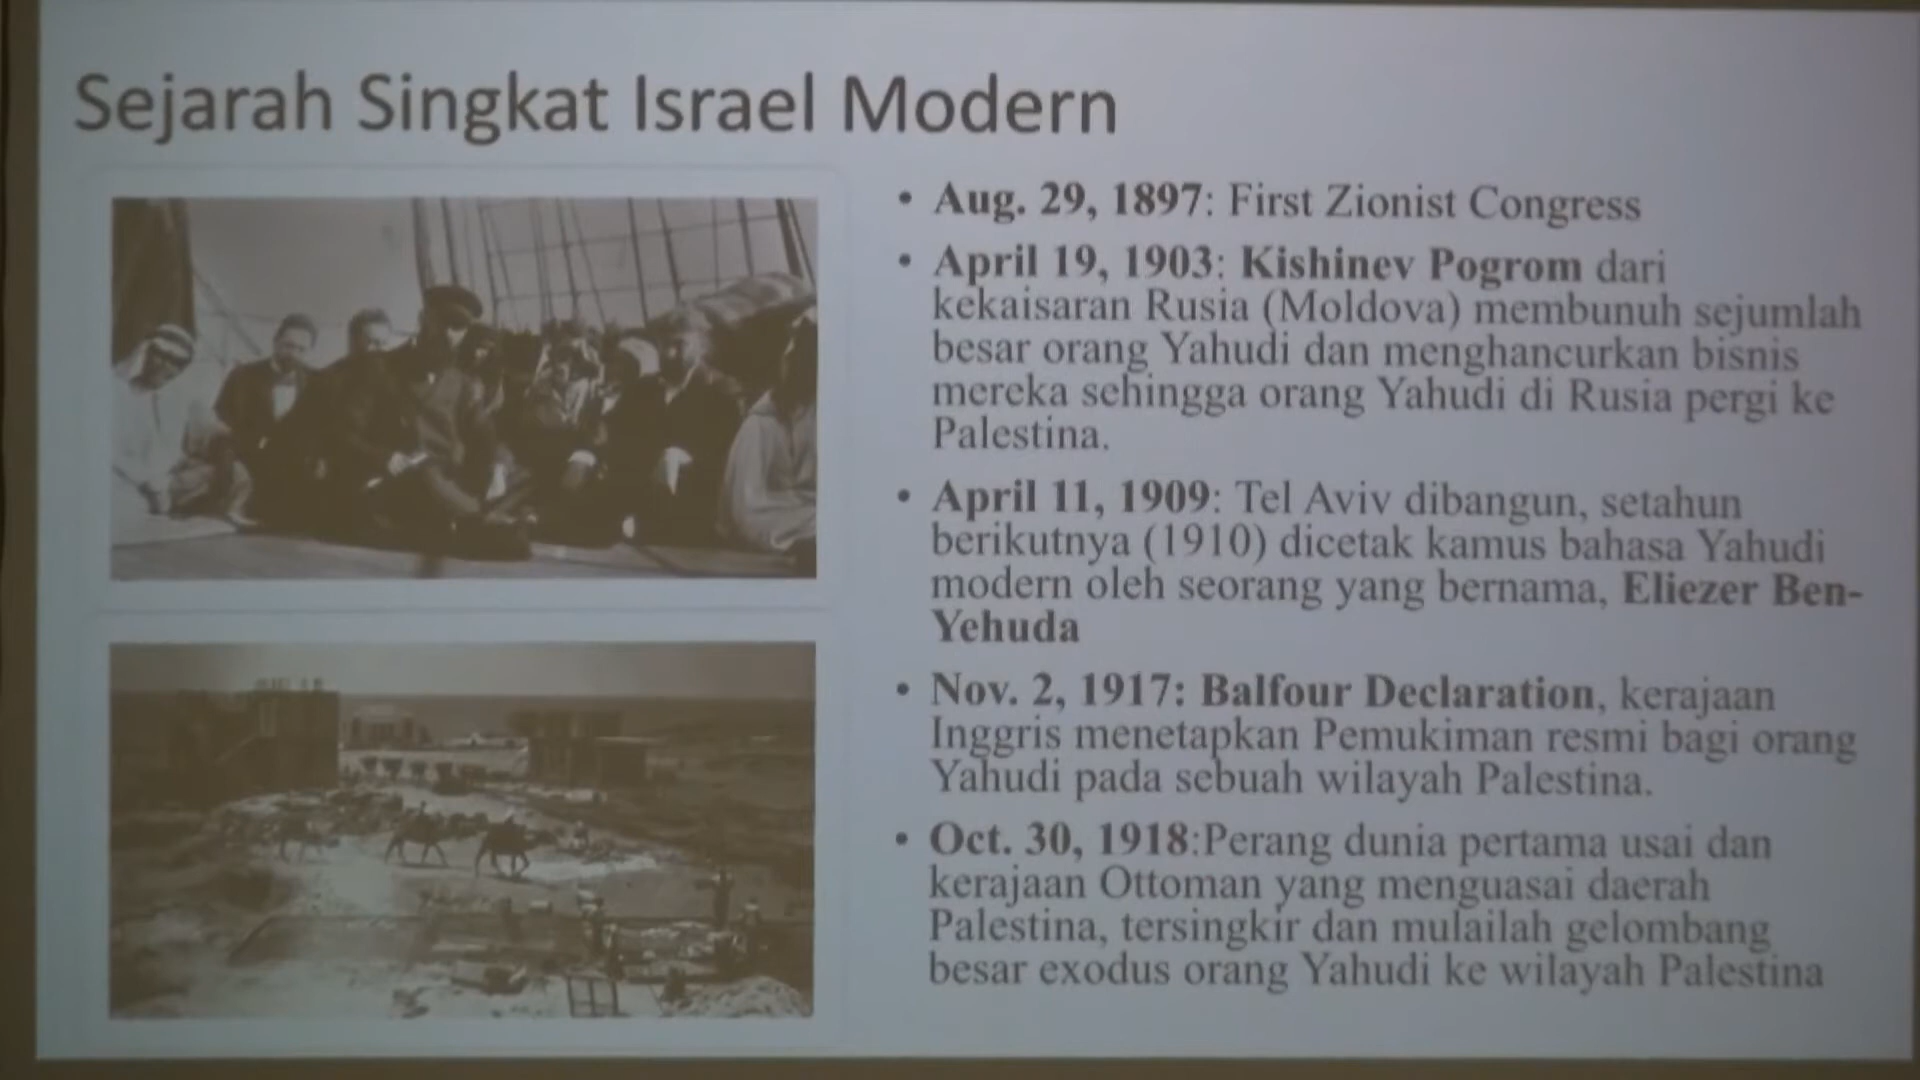 Sejarah Singkat Israel Modern
• Aug. 29, 1897: First Zionist Congress
• April 19, 1903: Kishinev Pogrom dari
kekaisaran Rusia (Moldova) membunuh sejumlah
besar orang Yahudi dan menghancurkan bisnis
mereka sehingga orang Yahudi di Rusia pergi ke
Palestina.
• April 11, 1909: Tel Aviv dibangun, setahun
berikutnya (1910) dicetak kamus bahasa Yahudi
modern oleh seorang yang bernama, Eliezer Ben-
Yehuda
• Nov. 2, 1917: Balfour Declaration, kerajaan
Inggris menetapkan Pemukiman resmi bagi orang
Yahudi pada sebuah wilayah Palestina.
• Oct. 30, 1918:Perang dunia pertama usai dan
kerajaan Ottoman yang menguasai daerah
Palestina, tersingkir dan mulailah gelombang
besar exodus orang Yahudi ke wilayah Palestina